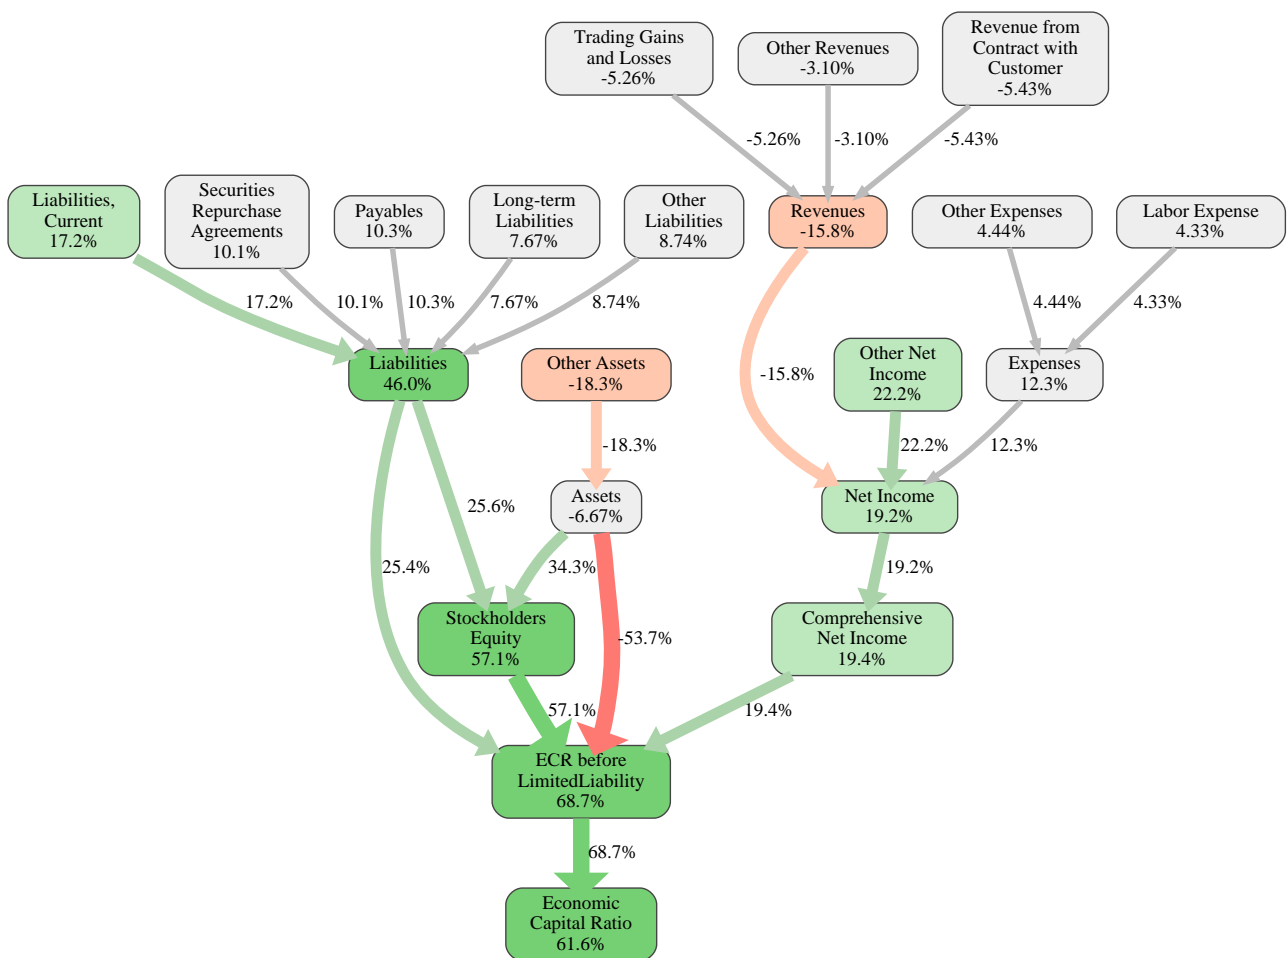 Trading Gains
and Losses
-5.26%
Other Revenues
-3.10%
Revenue from
Contract with
Customer
-5.43%
-5.26%
-3.10%
-5.43%
Liabilities,
Current
17.2%
Securities
Repurchase
Agreements
10.1%
Payables
10.3%
Long-term
Liabilities
7.67%
Other
Liabilities
8.74%
Revenues
-15.8%
Other Expenses
4.44%
Labor Expense
4.33%
17.2%
10.1%
10.3%
7.67%
8.74%
4.44%
4.33%
Liabilities
46.0%
Other Assets
-18.3%
-15.8%
Other Net
Income
22.2%
Expenses
12.3%
-18.3%
22.2%
12.3%
25.6%
Assets
-6.67%
Net Income
19.2%
25.4%
34.3%
19.2%
Stockholders
Equity
57.1%
-53.7%
Comprehensive
Net Income
19.4%
57.1%
19.4%
ECR before
LimitedLiability
68.7%
68.7%
Economic
Capital Ratio
61.6%